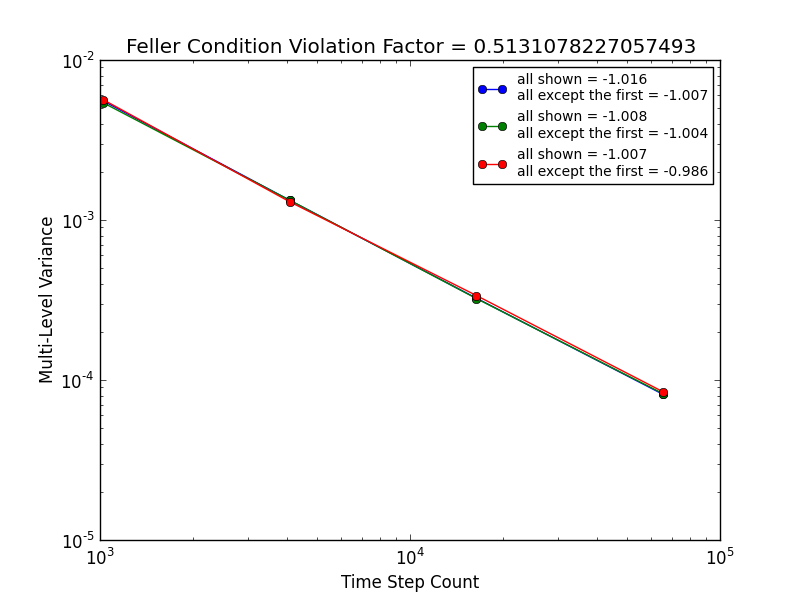 Feller Condition Violation Factor = 0.5131078227057493
10^-2
all shown = -1.016
all except the first = -1.007
all shown = -1.008
all except the first = -1.004
all shown = -1.007
all except the first = -0.986
10^-3
Multi-Level Variance
10^-4
10^-5
10^3
10^4
10^5
Time Step Count